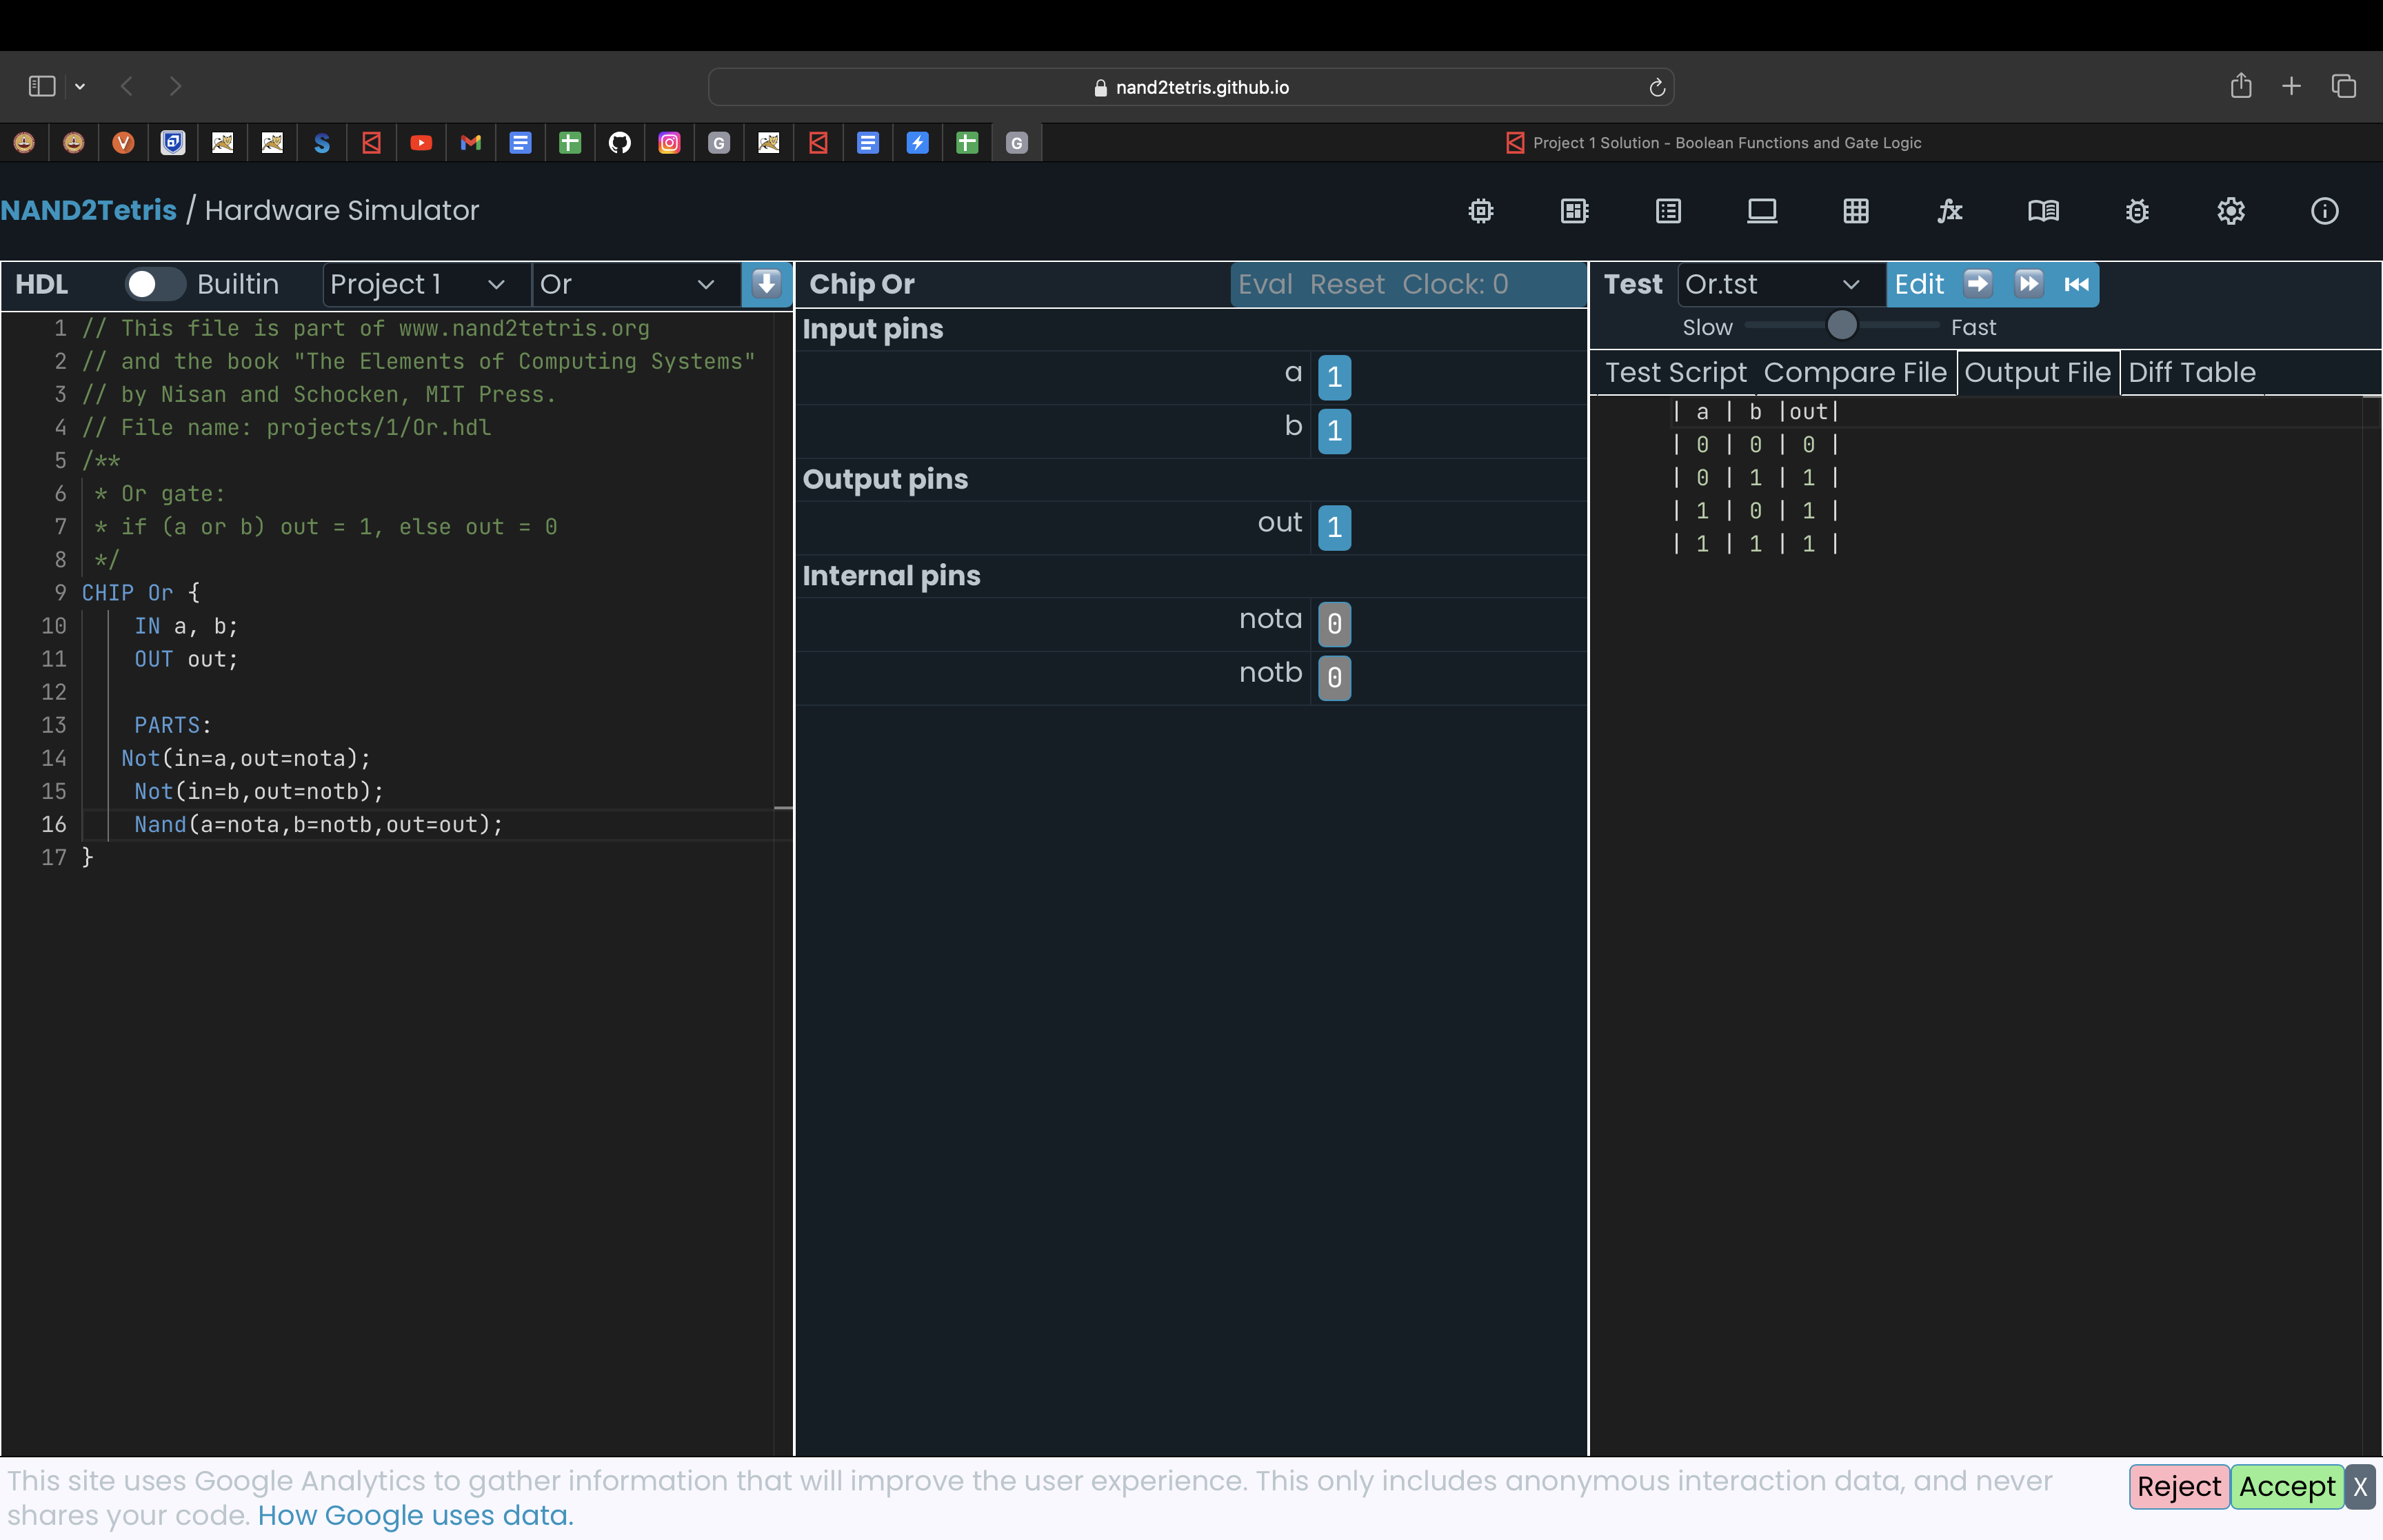 nand2tetris.github.io
Project 1 Solution - Boolean Functions and Gate Logic
NAND2Tetris / Hardware Simulator
HDL Builtin Project 1 Or
1 // This file is part of www.nand2tetris.org
2 // and the book "The Elements of Computing Systems"
3 // by Nisan and Schocken, MIT Press.
4 // File name: projects/1/Or.hdl
5 /**
6 * Or gate:
7 * if (a or b) out = 1, else out = 0
8 */
9 CHIP Or {
10 IN a, b;
11 OUT out;
12
13 PARTS:
14 Not(in=a,out=nota);
15 Not(in=b,out=notb);
16 Nand(a=nota,b=notb,out=out);
17 }
Chip Or Eval Reset Clock: 0
Input pins
a 1
b 1
Output pins
out 1
Internal pins
nota 0
notb 0
Test Or.tst Edit
Slow Fast
Test Script Compare File Output File Diff Table
| a | b |out|
| 0 | 0 | 0 |
| 0 | 1 | 1 |
| 1 | 0 | 1 |
| 1 | 1 | 1 |
This site uses Google Analytics to gather information that will improve the user experience. This only includes anonymous interaction data, and never
shares your code. How Google uses data.
Reject Accept X